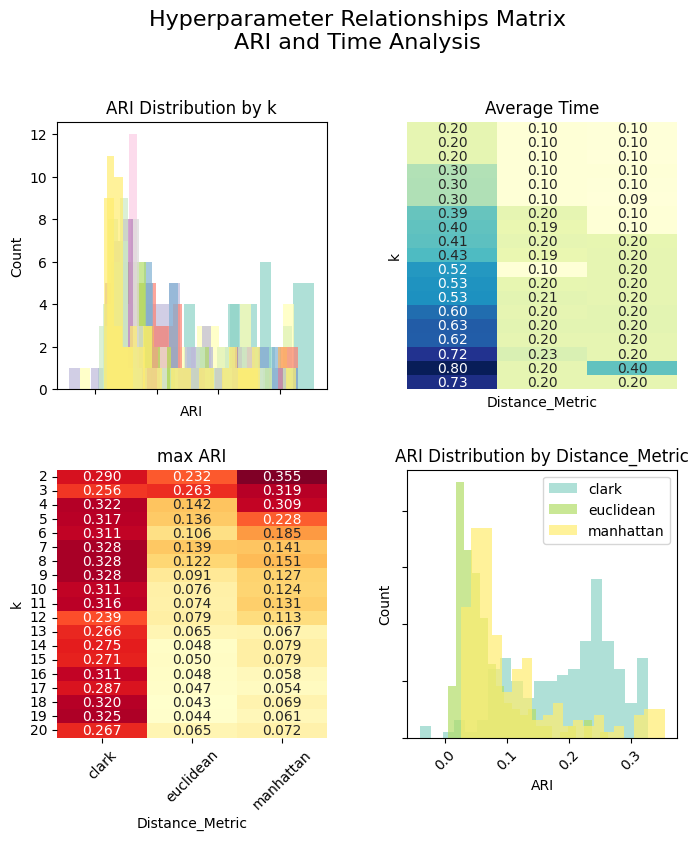 Hyperparameter Relationships Matrix
ARI and Time Analysis
ARI Distribution by k
12
10
8
6
4
2
0
Count
ARI
Average Time
0.20 0.10 0.10
0.20 0.10 0.10
0.20 0.10 0.10
0.30 0.10 0.10
0.30 0.10 0.10
0.30 0.10 0.09
0.39 0.20 0.10
0.40 0.19 0.10
0.41 0.20 0.20
0.43 0.19 0.20
0.52 0.10 0.20
0.53 0.20 0.20
0.53 0.21 0.20
0.60 0.20 0.20
0.63 0.20 0.20
0.62 0.20 0.20
0.72 0.23 0.20
0.80 0.20 0.40
0.73 0.20 0.20
k
Distance_Metric
max ARI
2 0.290 0.232 0.355
3 0.256 0.263 0.319
4 0.322 0.142 0.309
5 0.317 0.136 0.228
6 0.311 0.106 0.185
7 0.328 0.139 0.141
8 0.328 0.122 0.151
9 0.328 0.091 0.127
10 0.311 0.076 0.124
11 0.316 0.074 0.131
12 0.239 0.079 0.113
13 0.266 0.065 0.067
14 0.275 0.048 0.079
15 0.271 0.050 0.079
16 0.311 0.048 0.058
17 0.287 0.047 0.054
18 0.320 0.043 0.069
19 0.325 0.044 0.061
20 0.267 0.065 0.072
k
clark euclidean manhattan
Distance_Metric
ARI Distribution by Distance_Metric
clark
euclidean
manhattan
Count
0.0 0.1 0.2 0.3
ARI